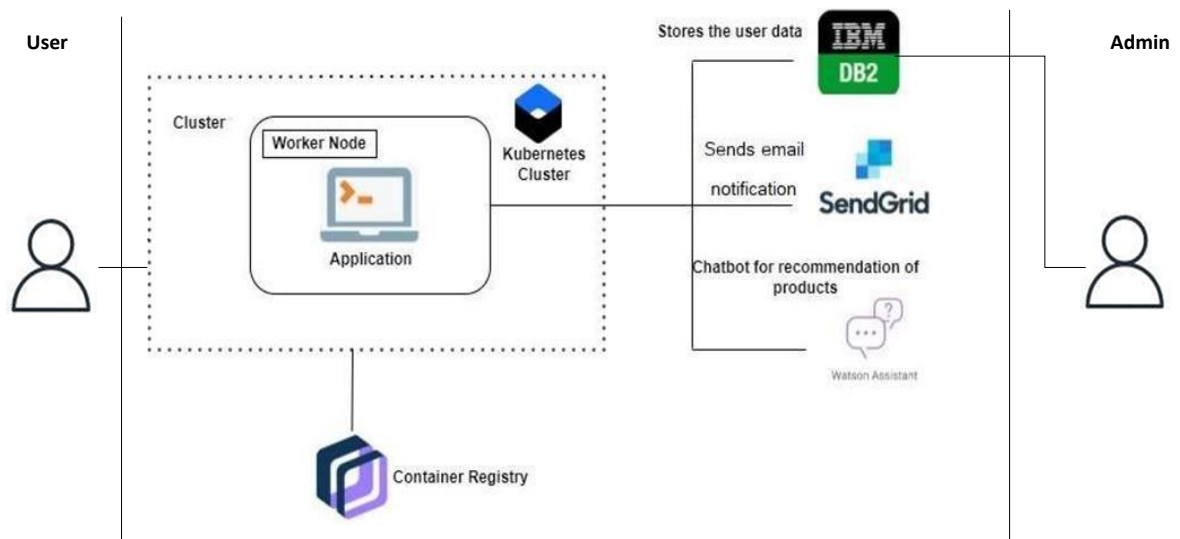 User
Admin
Stores the user data
IBM
DB2
Cluster
Worker Node
Kubernetes
Cluster
Application
Sends email
notification
SendGrid
Chatbot for recommendation of
products
?
Watson Assistant
Container Registry